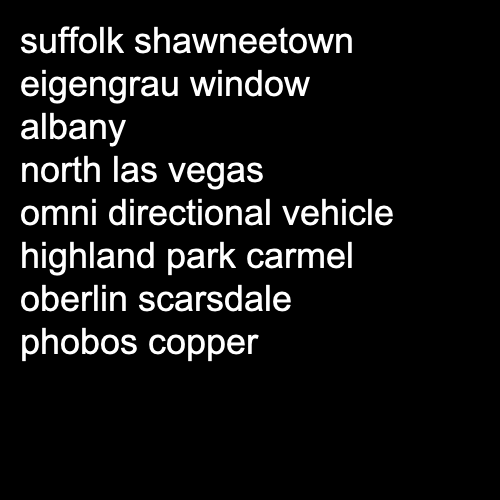 suffolk shawneetown
eigengrau window
albany
north las vegas
omni directional vehicle
highland park carmel
oberlin scarsdale
phobos copper